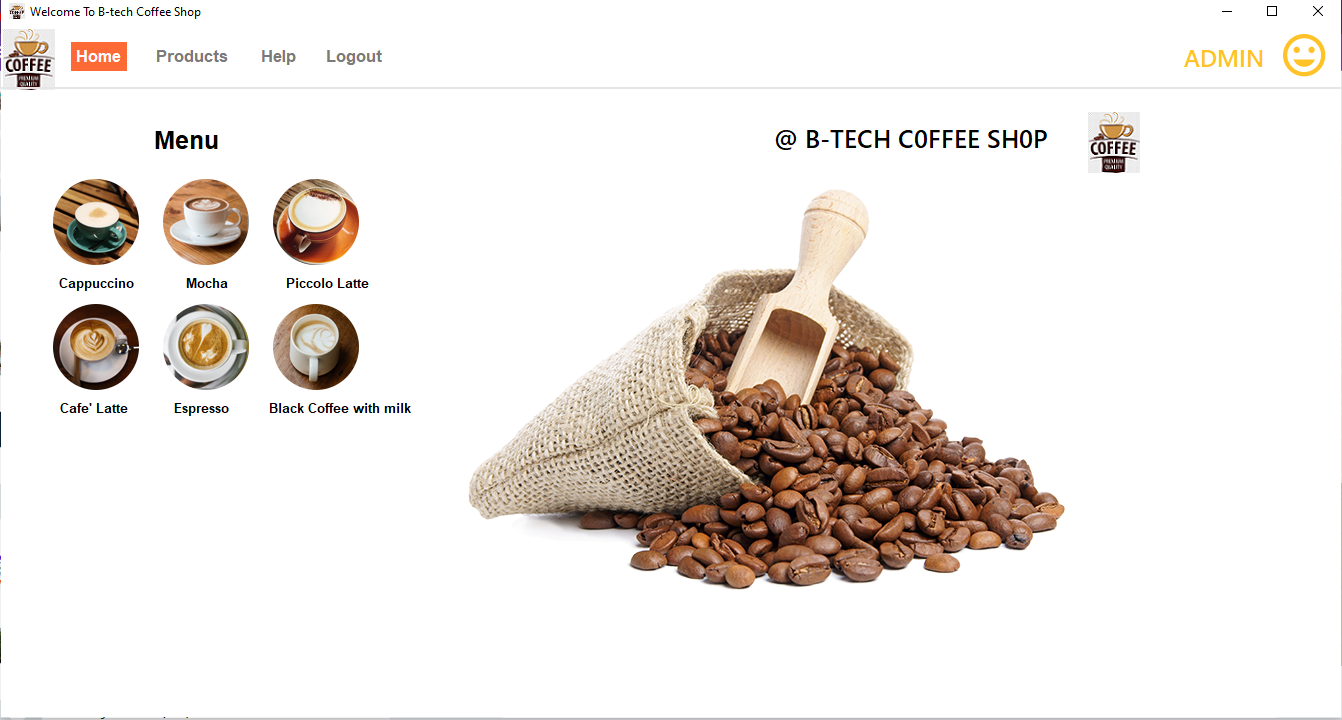 Welcome To B-tech Coffee Shop
COFFEE
PREMIUM
QUALITY
Home Products Help Logout
ADMIN
Menu
@ B-TECH C0FFEE SH0P
COFFEE
PREMIUM
QUALITY
Cappuccino Mocha Piccolo Latte
Cafe' Latte Espresso Black Coffee with milk